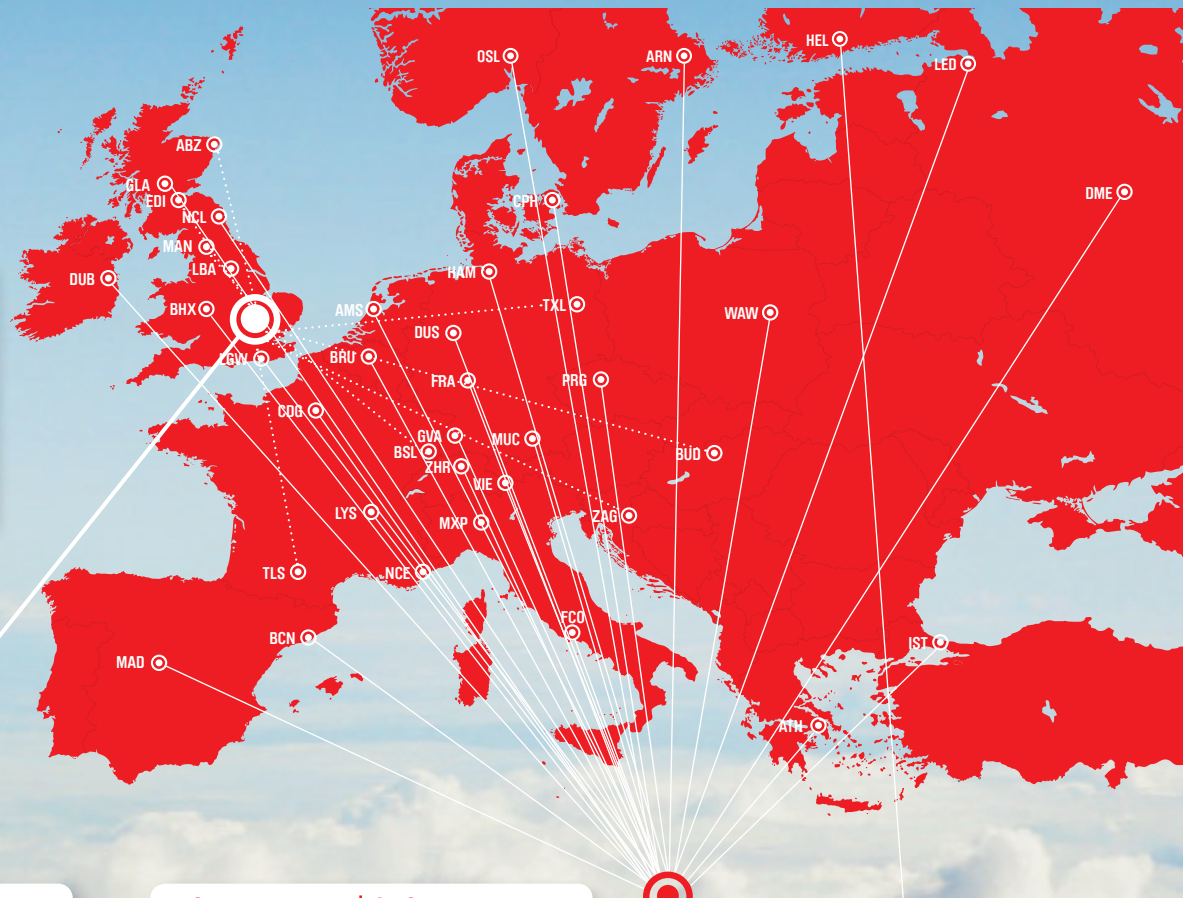 OSL
ARN
HEL
LED
ABZ
GLA
EDI
NCL
CPH
DME
MAN
LBA
DUB
HAM
BHX
AMS
TXL
WAW
DUS
LGW
BRU
FRA
PRG
CDG
GVA
MUC
BSL
BUD
ZHR
VIE
LYS
MXP
ZAG
TLS
NCE
FCO
BCN
IST
MAD
ATH